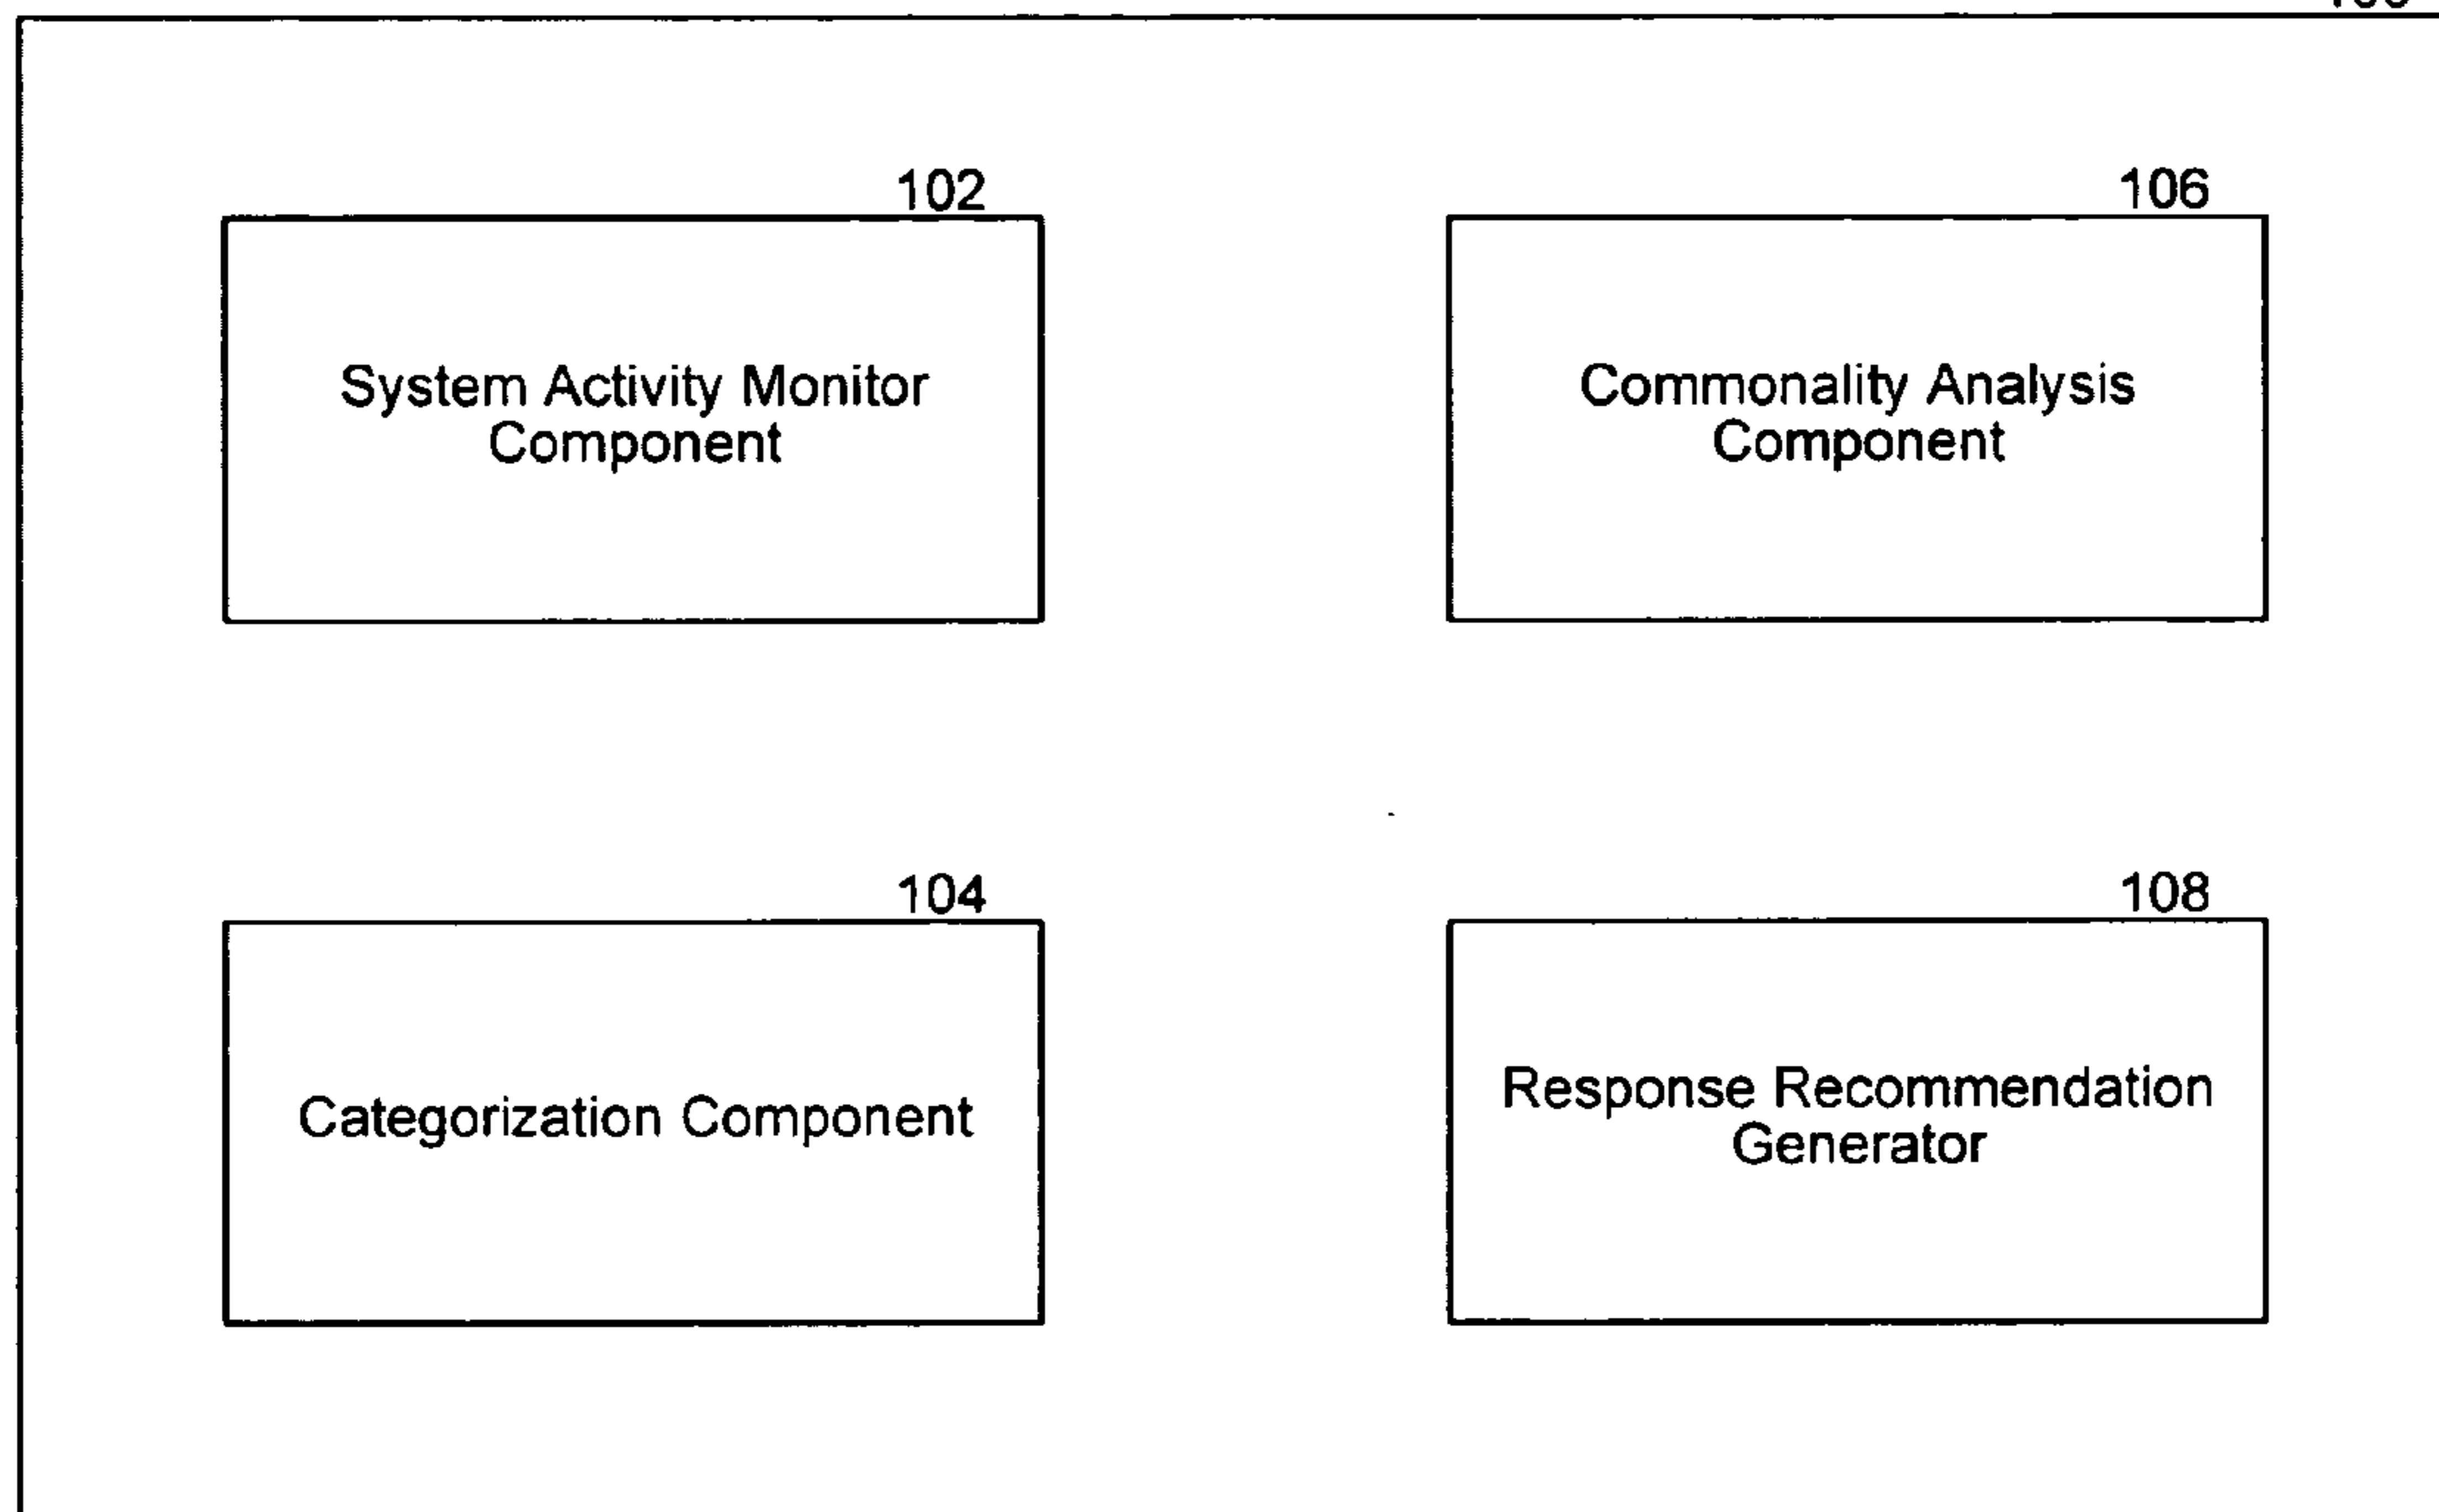 102
System Activity Monitor
Component
106
Commonality Analysis
Component
104
Categorization Component
108
Response Recommendation
Generator